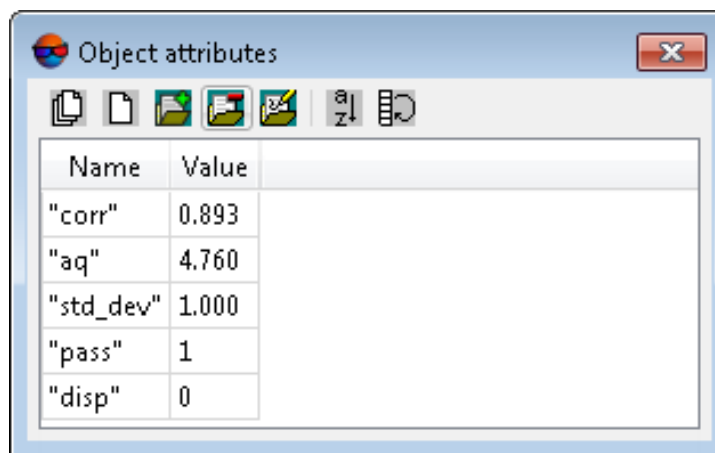 Object attributes
a
z
Name Value
"corr" 0.893
"aq" 4.760
"std_dev" 1.000
"pass" 1
"disp" 0